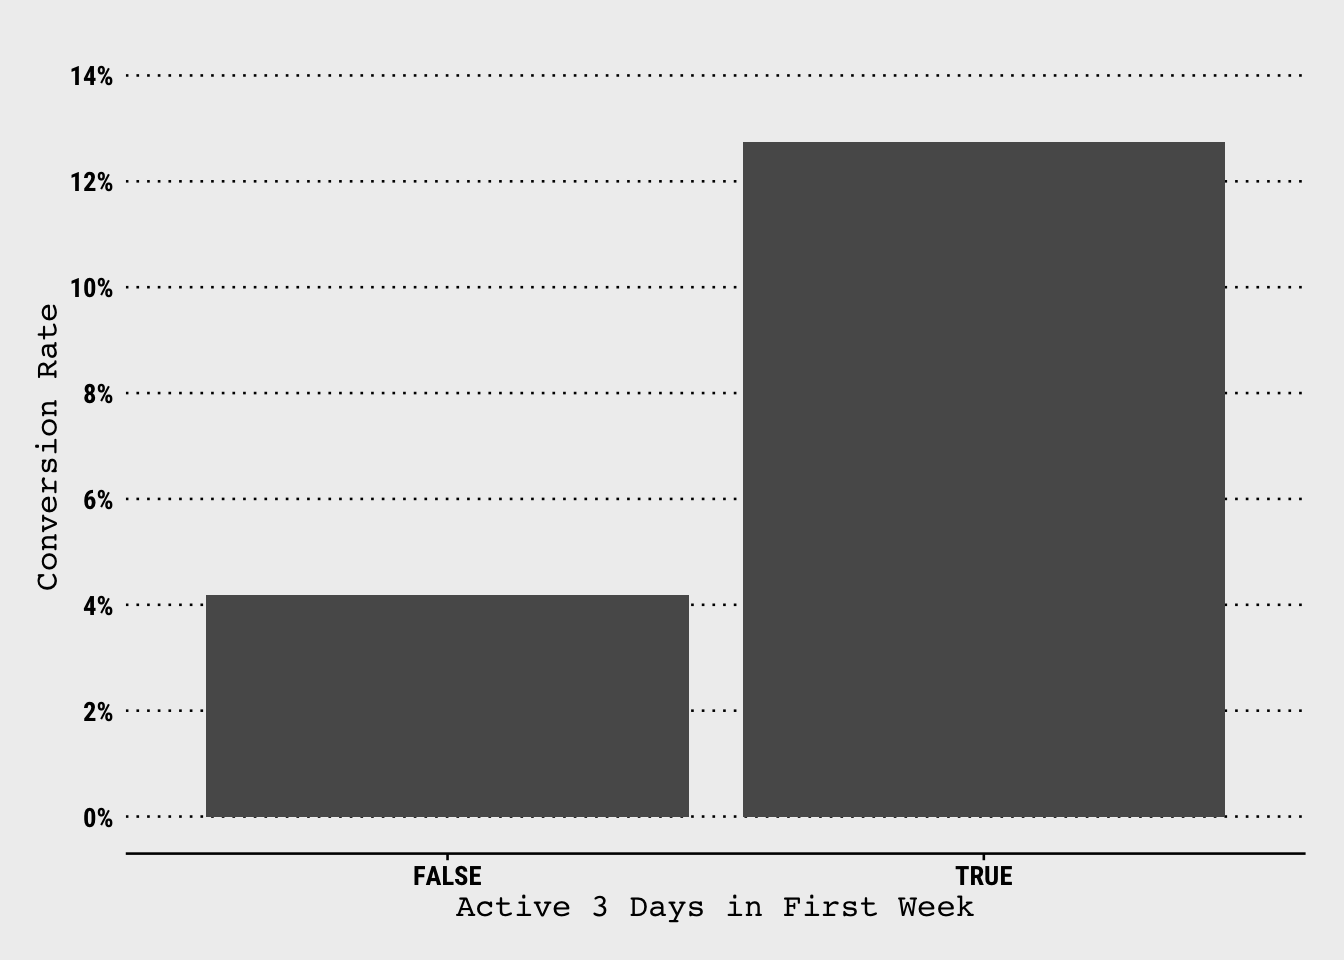 14%
12%
10%
8%
6%
4%
2%
0%
Conversion Rate
FALSE
TRUE
Active 3 Days in First Week